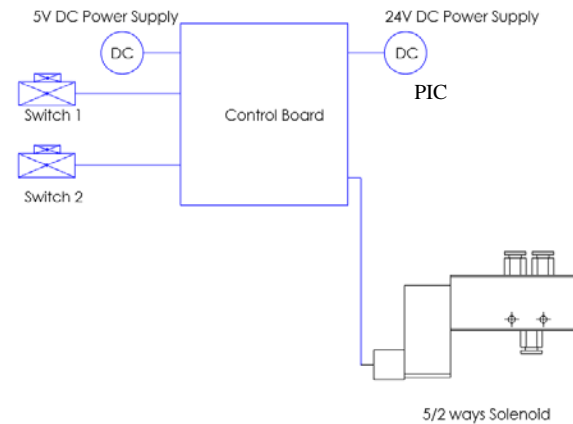 5V DC Power Supply
24V DC Power Supply
DC
DC
PIC
Switch 1
Control Board
Switch 2
5/2 ways Solenold